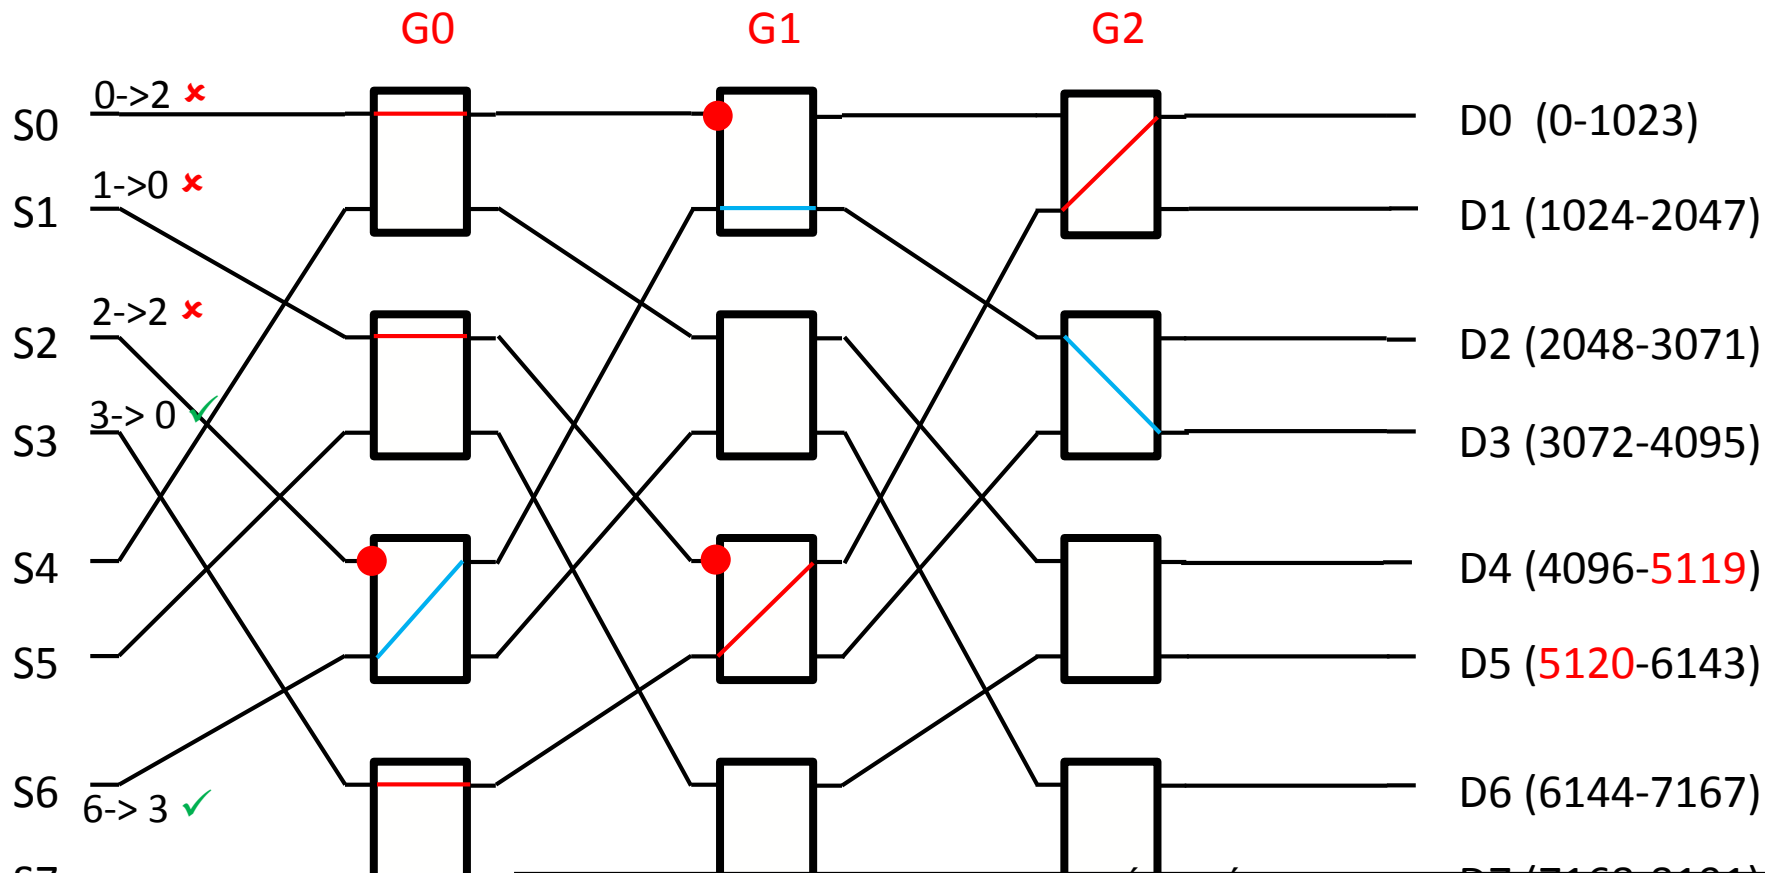 G0 G1 G2
0->2 ✘
S0 D0 (0-1023)
1->0 ✘
S1 D1 (1024-2047)
2->2 ✘
S2 D2 (2048-3071)
3-> 0 ✓
S3 D3 (3072-4095)
S4 D4 (4096-5119)
S5 D5 (5120-6143)
S6 D6 (6144-7167)
6-> 3 ✓